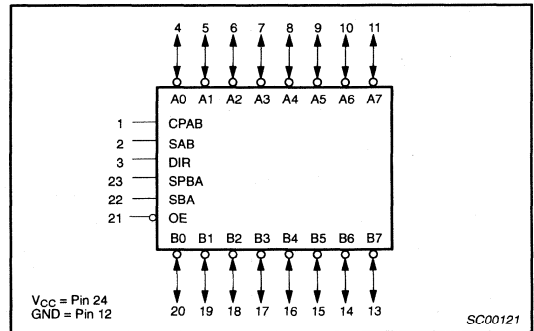 4 5 6 7 8 9 10 11
A0 A1 A2 A3 A4 A5 A6 A7
1 CPAB
2 SAB
3 DIR
23 SPBA
22 SBA
21 OE
B0 B1 B2 B3 B4 B5 B6 B7
VCC = Pin 24
GND = Pin 12
20 19 18 17 16 15 14 13
SC00121